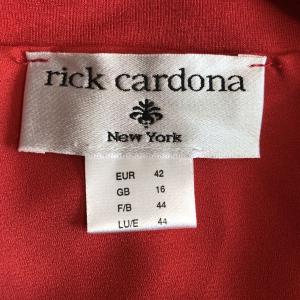 rick cardona
New York
EUR 42
GB 16
F/B 44
LU/E 44